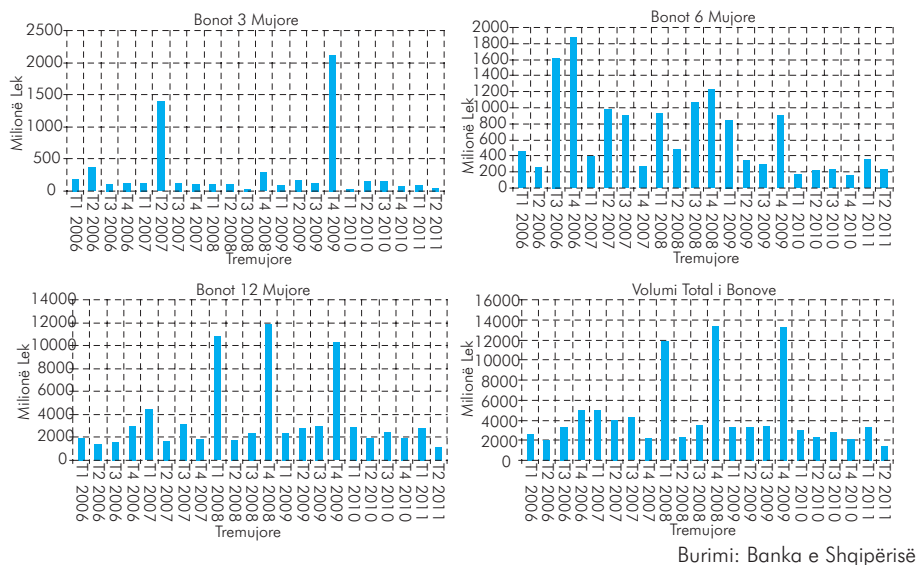 Bonot 3 Mujore
Milionë Lek
2500
2000
1500
1000
500
0
T1 2006
T2 2006
T3 2006
T4 2006
T1 2007
T2 2007
T3 2007
T4 2007
T1 2008
T2 2008
T3 2008
T4 2008
T1 2009
T2 2009
T3 2009
T4 2009
T1 2010
T2 2010
T3 2010
T4 2010
T1 2011
T2 2011
Tremujore
Bonot 6 Mujore
Milionë Lek
2000
1800
1600
1400
1200
1000
800
600
400
200
0
T1 2006
T2 2006
T3 2006
T4 2006
T1 2007
T2 2007
T3 2007
T4 2007
T1 2008
T2 2008
T3 2008
T4 2008
T1 2009
T2 2009
T3 2009
T4 2009
T1 2010
T2 2010
T3 2010
T4 2010
T1 2011
T2 2011
Tremujore
Bonot 12 Mujore
Milionë Lek
14000
12000
10000
8000
6000
4000
2000
0
T1 2006
T2 2006
T3 2006
T4 2006
T1 2007
T2 2007
T3 2007
T4 2007
T1 2008
T2 2008
T3 2008
T4 2008
T1 2009
T2 2009
T3 2009
T4 2009
T1 2010
T2 2010
T3 2010
T4 2010
T1 2011
T2 2011
Tremujore
Volumi Total i Bonove
Milionë Lek
16000
14000
12000
10000
8000
6000
4000
2000
0
T1 2006
T2 2006
T3 2006
T4 2006
T1 2007
T2 2007
T3 2007
T4 2007
T1 2008
T2 2008
T3 2008
T4 2008
T1 2009
T2 2009
T3 2009
T4 2009
T1 2010
T2 2010
T3 2010
T4 2010
T1 2011
T2 2011
Tremujore
Burimi: Banka e Shqipërisë